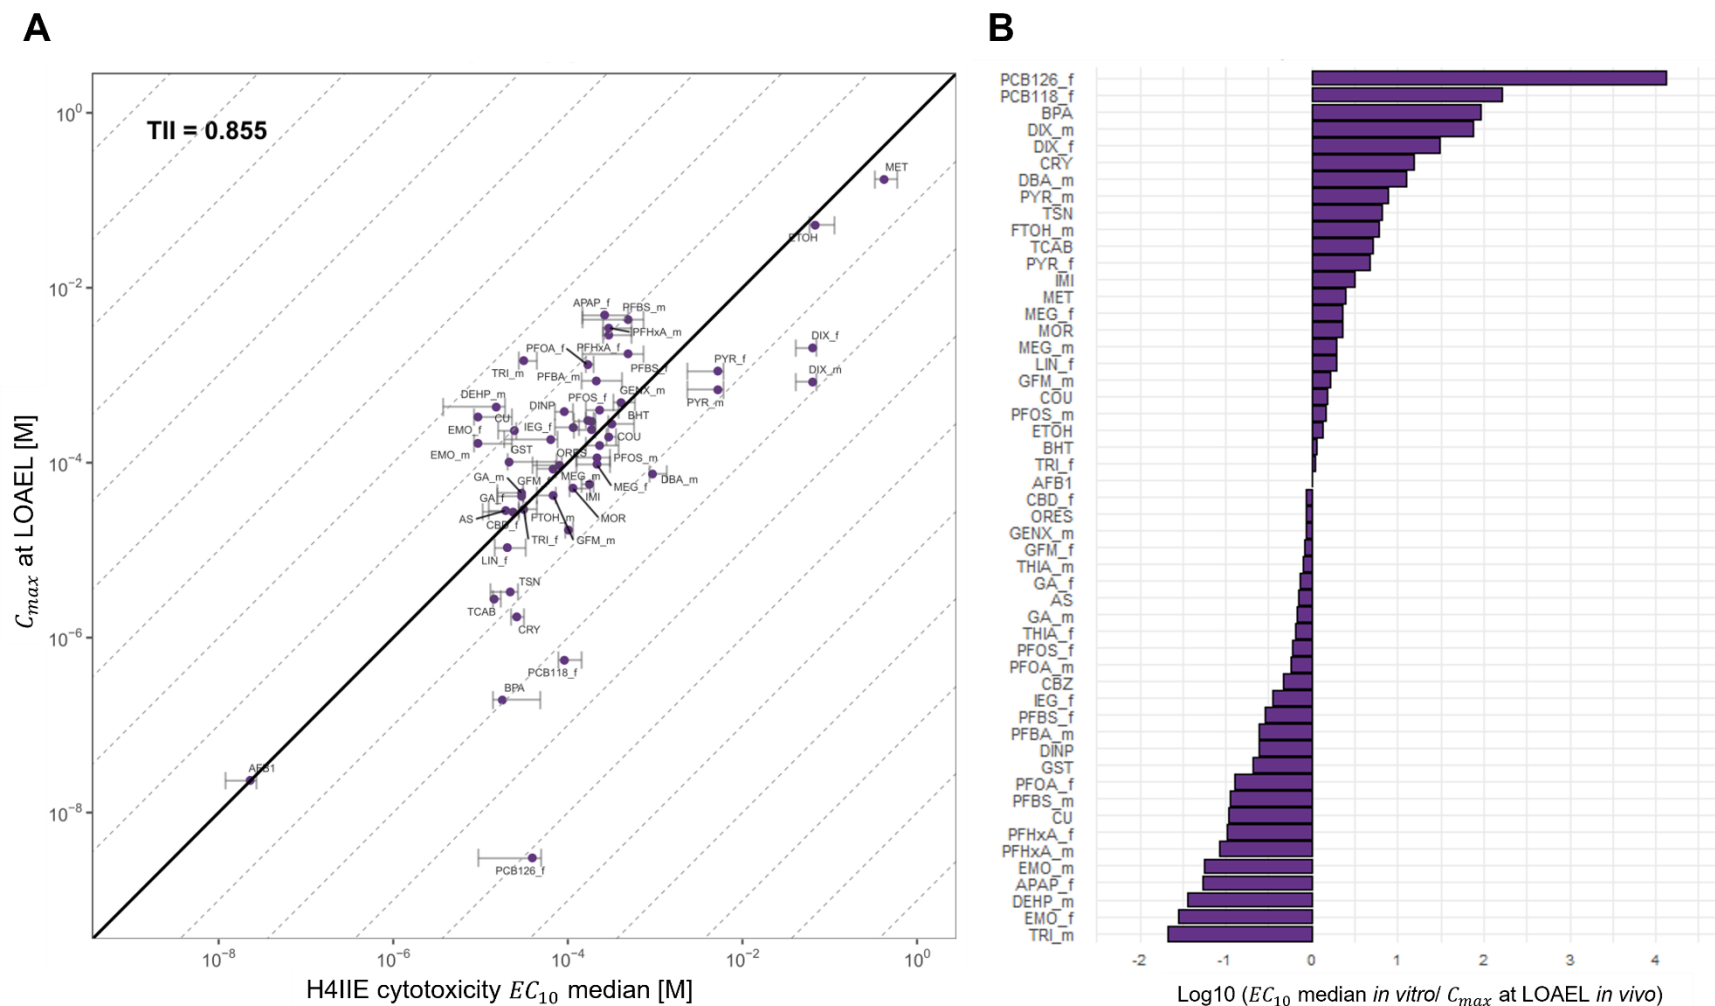 A
TII = 0.855
10⁰
10⁻²
10⁻⁴
10⁻⁶
10⁻⁸
C_max at LOAEL [M]
MET
ETOH
APAP_f
PFBS_m
PFHxA_m
PFOA_f
PFHxA_f
DIX_f
TRI_m
PFBA_m
PFBS_f
PYR_f
DIX_m
DEHP_m
GENX_m
PYR_m
DINP
PFOS_f
CU
IEG_f
BHT
EMO_f
COU
EMO_m
GST
ORES
PFOS_m
GA_m
GFM_f
MEG_m
MEG_f
DBA_m
GA_f
IMI
AS
CBD_f
FTOH_m
MOR
TRI_f
GFM_m
LIN_f
TSN
TCAB
CRY
PCB118_f
BPA
AFB1
PCB126_f
10⁻⁸ 10⁻⁶ 10⁻⁴ 10⁻² 10⁰
H4IIE cytotoxicity EC₁₀ median [M]
B
PCB126_f
PCB118_f
BPA
DIX_m
DIX_f
CRY
DBA_m
PYR_m
TSN
FTOH_m
TCAB
PYR_f
IMI
MET
MEG_f
MOR
MEG_m
LIN_f
GFM_m
COU
PFOS_m
ETOH
BHT
TRI_f
AFB1
CBD_f
ORES
GENX_m
GFM_f
THIA_m
GA_f
AS
GA_m
THIA_f
PFOS_f
PFOA_m
CBZ
IEG_f
PFBS_f
PFBA_m
DINP
GST
PFOA_f
PFBS_m
CU
PFHxA_f
PFHxA_m
EMO_m
APAP_f
DEHP_m
EMO_f
TRI_m
-2 -1 0 1 2 3 4
Log10 (EC₁₀ median in vitro/ C_max at LOAEL in vivo)